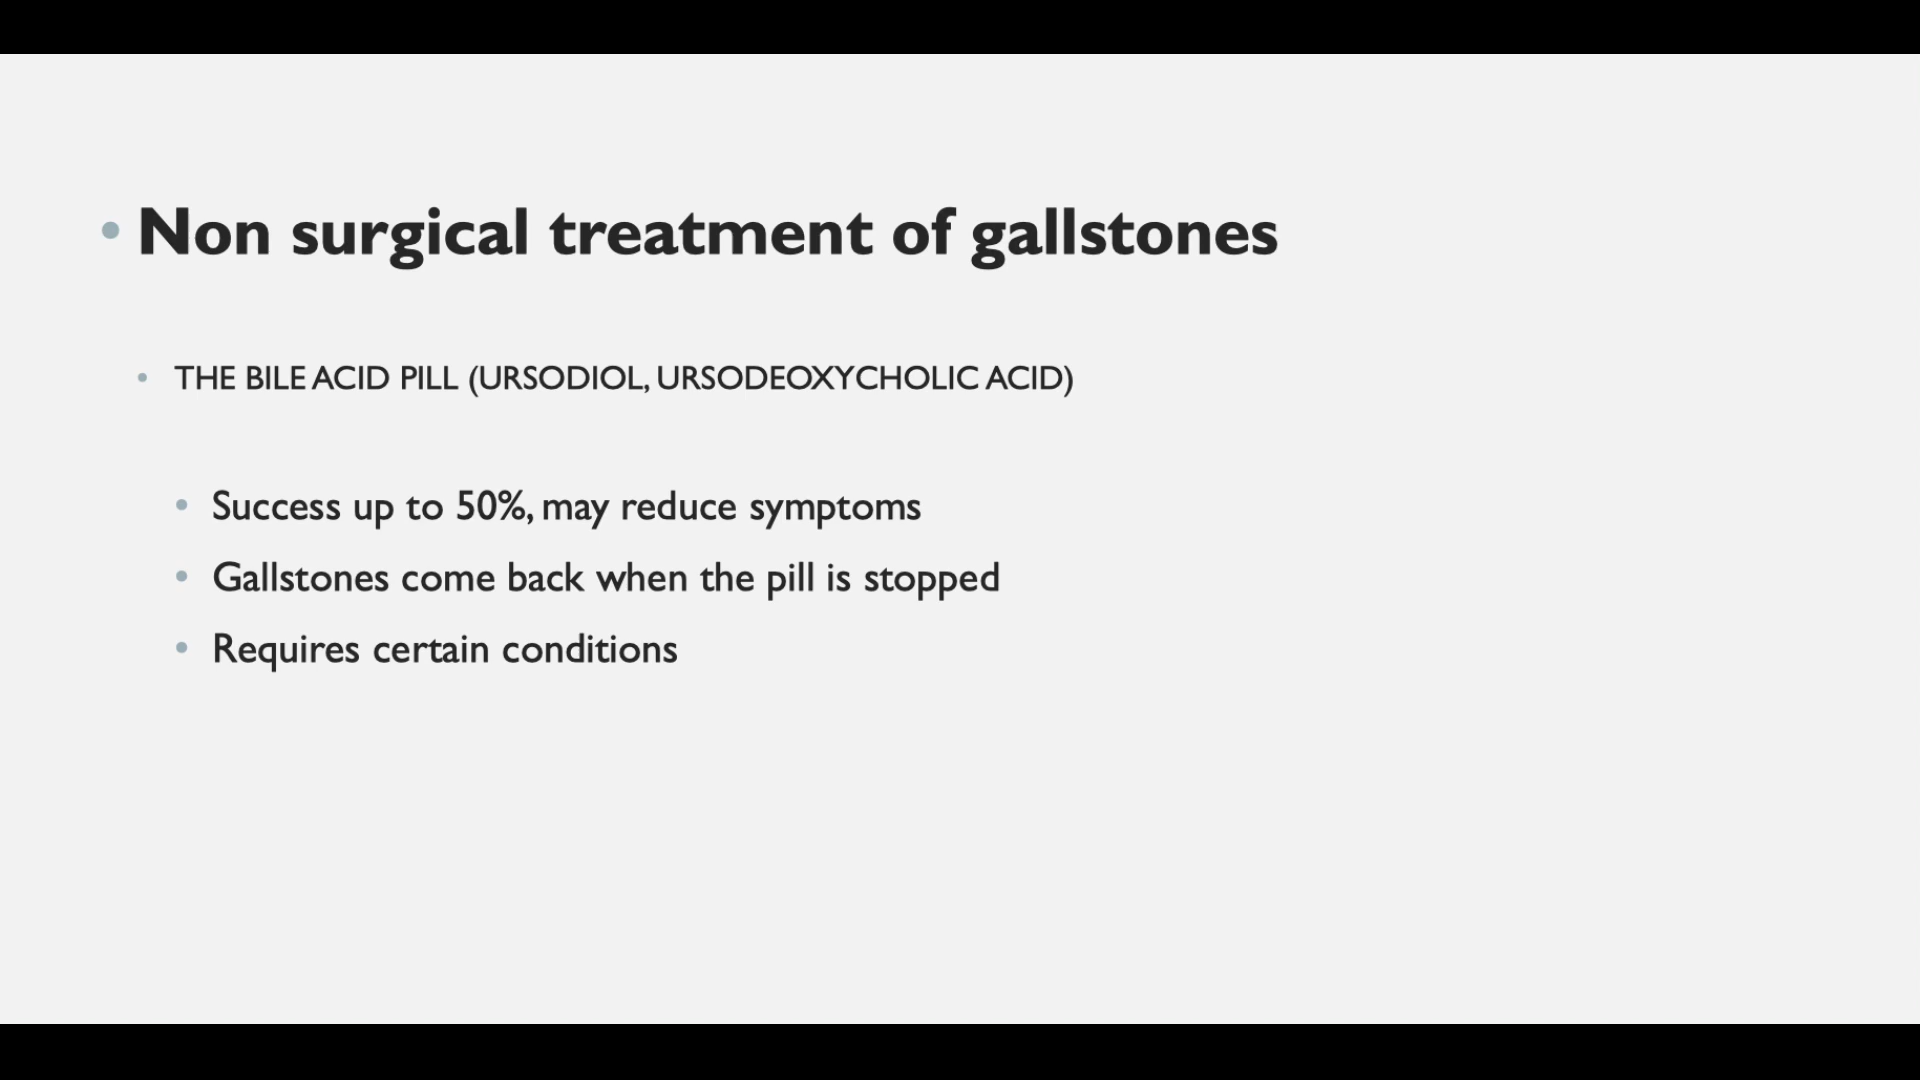 • Non surgical treatment of gallstones
• THE BILE ACID PILL (URSODIOL, URSODEOXYCHOLIC ACID)
• Success up to 50%, may reduce symptoms
• Gallstones come back when the pill is stopped
• Requires certain conditions